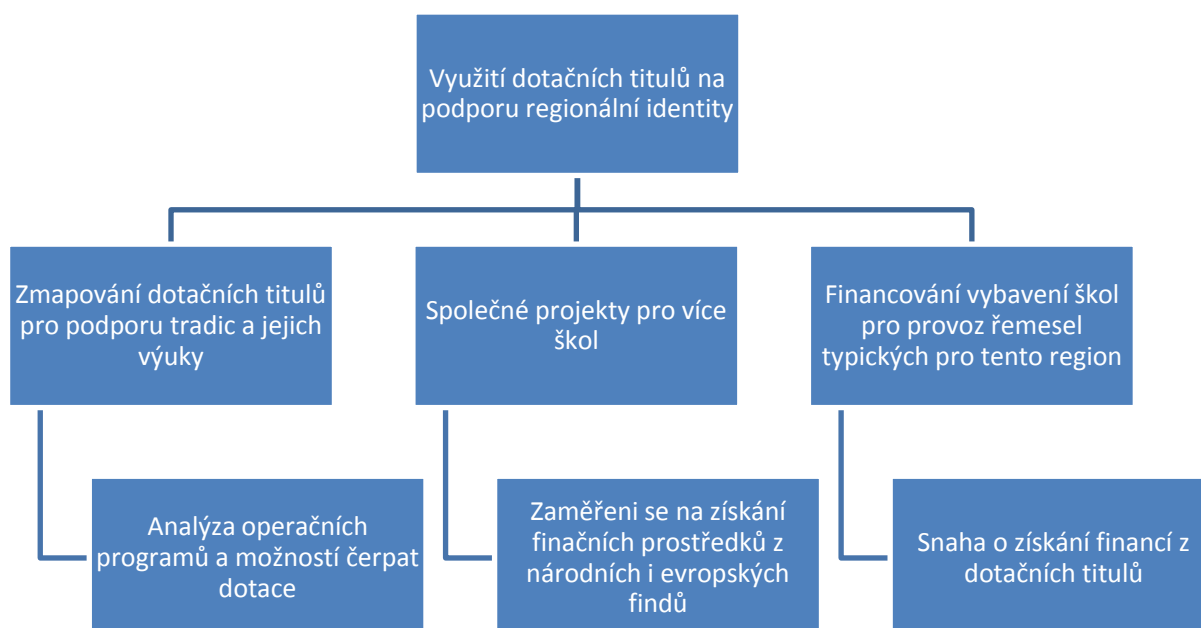 Využití dotačních titulů na
podporu regionální identity
Zmapování dotačních titulů
pro podporu tradic a jejich
výuky
Společné projekty pro více
škol
Financování vybavení škol
pro provoz řemesel
typických pro tento region
Analýza operačních
programů a možností čerpat
dotace
Zaměřeni se na získání
finačních prostředků z
národních i evropských
findů
Snaha o získání financí z
dotačních titulů